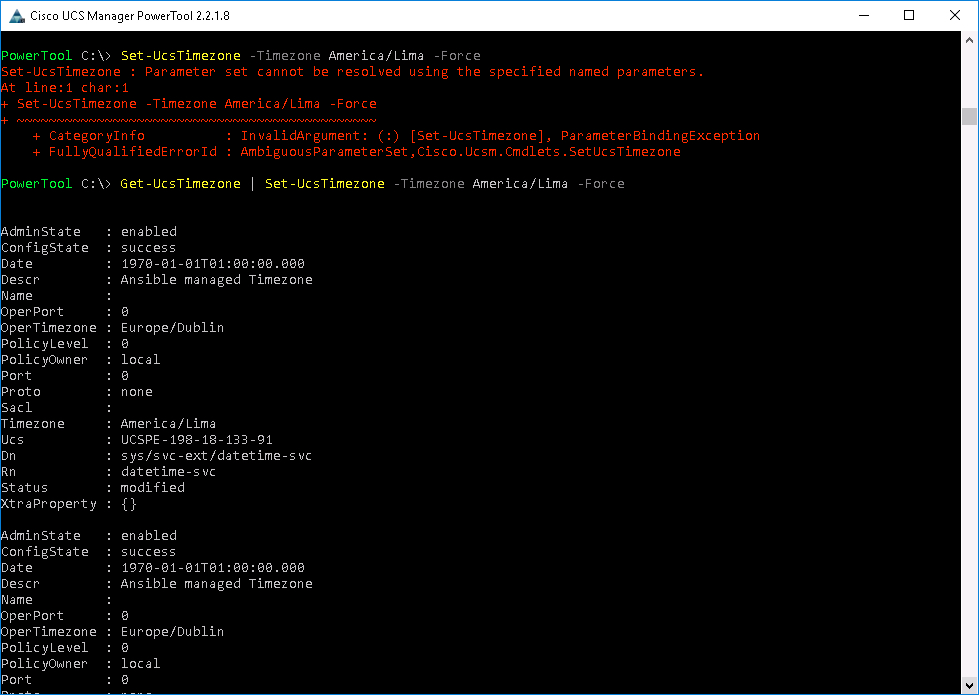 Cisco UCS Manager PowerTool 2.2.1.8
PowerTool C:\> Set-UcsTimezone -Timezone America/Lima -Force
Set-UcsTimezone : Parameter set cannot be resolved using the specified named parameters.
At line:1 char:1
+ Set-UcsTimezone -Timezone America/Lima -Force
+ ~~~~~~~~~~~~~~~~~~~~~~~~~~~~~~~~~~~~~~~~~~~~~
    + CategoryInfo          : InvalidArgument: (:) [Set-UcsTimezone], ParameterBindingException
    + FullyQualifiedErrorId : AmbiguousParameterSet,Cisco.Ucsm.Cmdlets.SetUcsTimezone
PowerTool C:\> Get-UcsTimezone | Set-UcsTimezone -Timezone America/Lima -Force
AdminState   : enabled
ConfigState  : success
Date         : 1970-01-01T01:00:00.000
Descr        : Ansible managed Timezone
Name         :
OperPort     : 0
OperTimezone : Europe/Dublin
PolicyLevel  : 0
PolicyOwner  : local
Port         : 0
Proto        : none
Sacl         :
Timezone     : America/Lima
Ucs          : UCSPE-198-18-133-91
Dn           : sys/svc-ext/datetime-svc
Rn           : datetime-svc
Status       : modified
XtraProperty : {}
AdminState   : enabled
ConfigState  : success
Date         : 1970-01-01T01:00:00.000
Descr        : Ansible managed Timezone
Name         :
OperPort     : 0
OperTimezone : Europe/Dublin
PolicyLevel  : 0
PolicyOwner  : local
Port         : 0